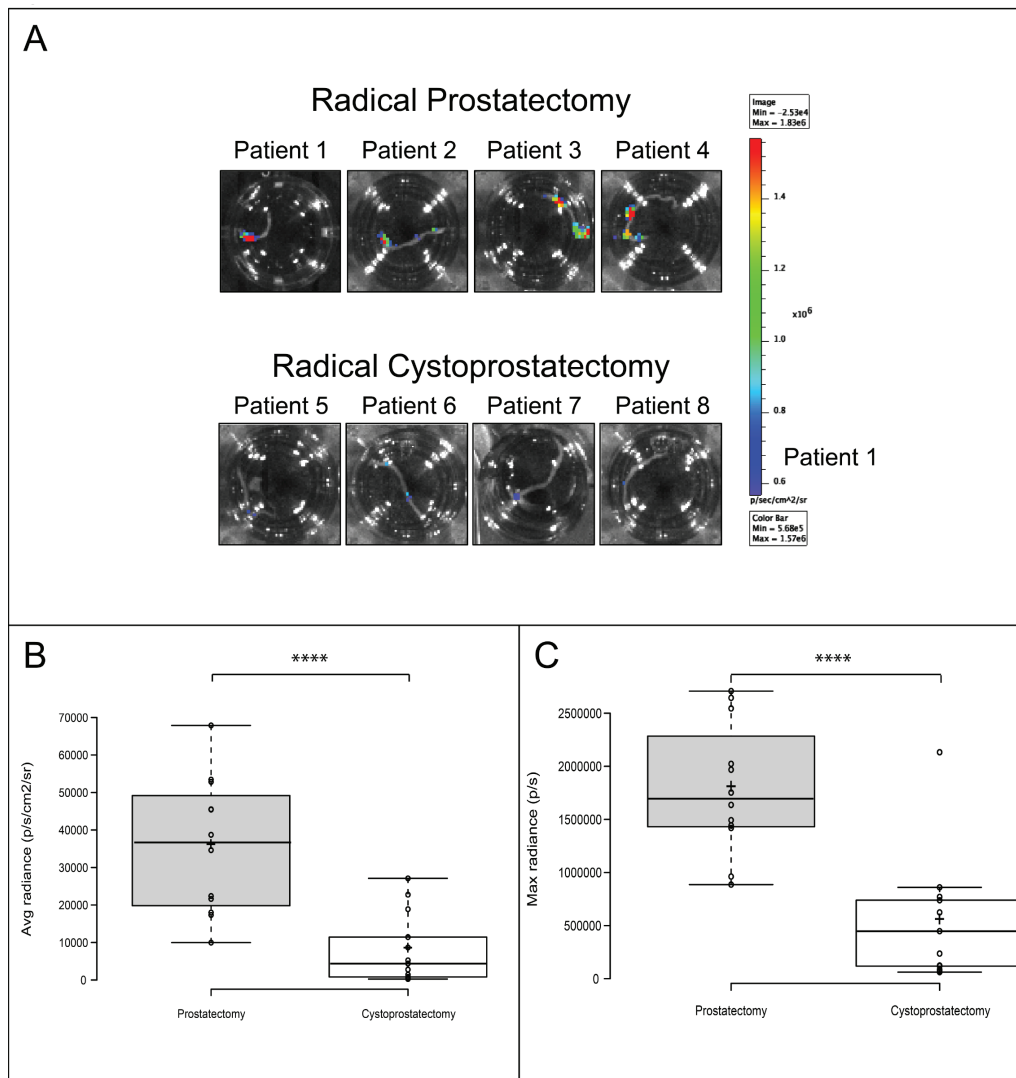 A
Radical Prostatectomy
Patient 1 Patient 2 Patient 3 Patient 4
Radical Cystoprostatectomy
Patient 5 Patient 6 Patient 7 Patient 8
Image
Min = -2.53e4
Max = 1.83e6
1.4
1.2
x10^6
1.0
0.8
Patient 1
0.6
p/sec/cm^2/sr
Color Bar
Min = 5.68e5
Max = 1.57e6
B
****
Avg radiance (p/s/cm2/sr)
70000
60000
50000
40000
30000
20000
10000
0
Prostatectomy Cystoprostatectomy
C
****
Max radiance (p/s)
2500000
2000000
1500000
1000000
500000
0
Prostatectomy Cystoprostatectomy